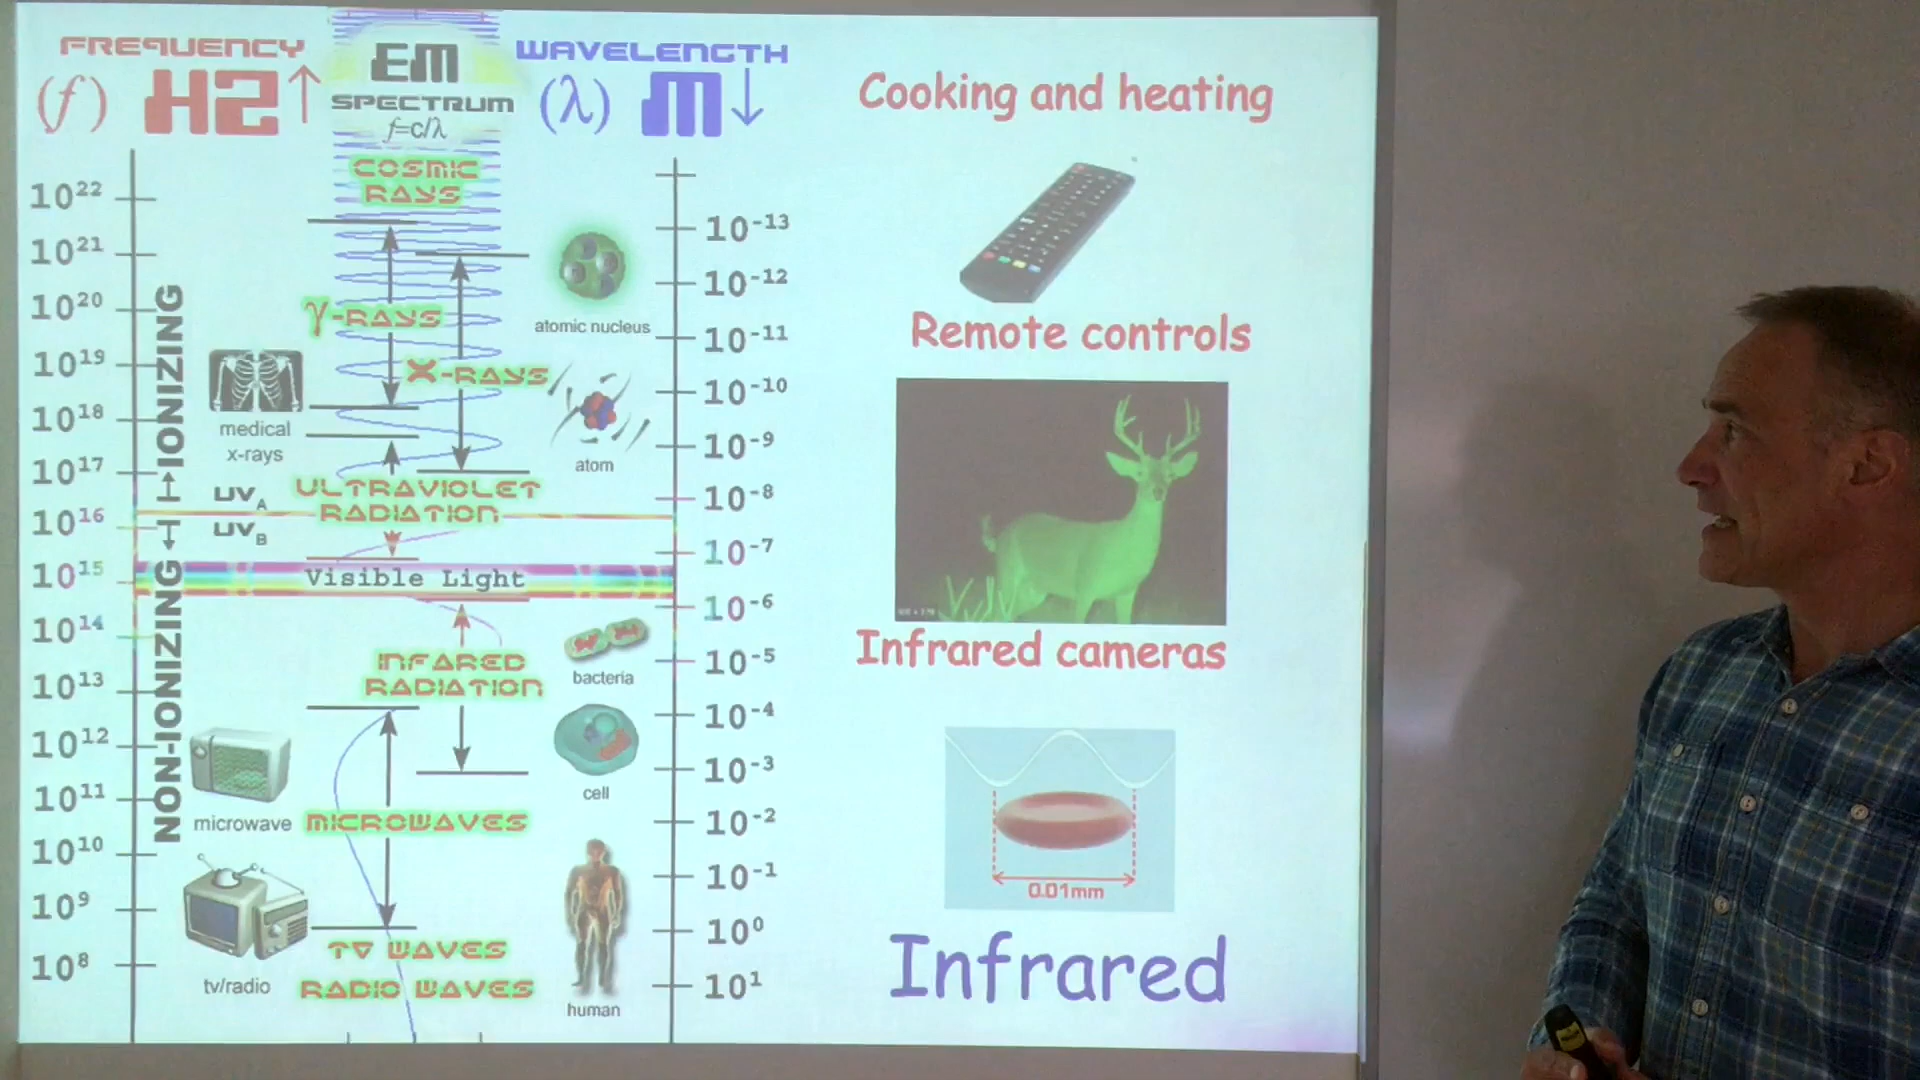 FREQUENCY
(f) HZ↑
EM
SPECTRUM
f=c/λ
WAVELENGTH
(λ) M↓
COSMIC
RAYS
10²²
10²¹
10²⁰
10¹⁹
10¹⁸
10¹⁷
10¹⁶
10¹⁵
10¹⁴
10¹³
10¹²
10¹¹
10¹⁰
10⁹
10⁸
NON-IONIZING ←⊣ ⊢→IONIZING
γ-RAYS
X-RAYS
medical
x-rays
UVA
UVB
ULTRAVIOLET
RADIATION
Visible Light
INFARED
RADIATION
microwave
MICROWAVES
tv/radio
TV WAVES
RADIO WAVES
atomic nucleus
atom
bacteria
cell
human
10⁻¹³
10⁻¹²
10⁻¹¹
10⁻¹⁰
10⁻⁹
10⁻⁸
10⁻⁷
10⁻⁶
10⁻⁵
10⁻⁴
10⁻³
10⁻²
10⁻¹
10⁰
10¹
Cooking and heating
Remote controls
Infrared cameras
0.01mm
Infrared